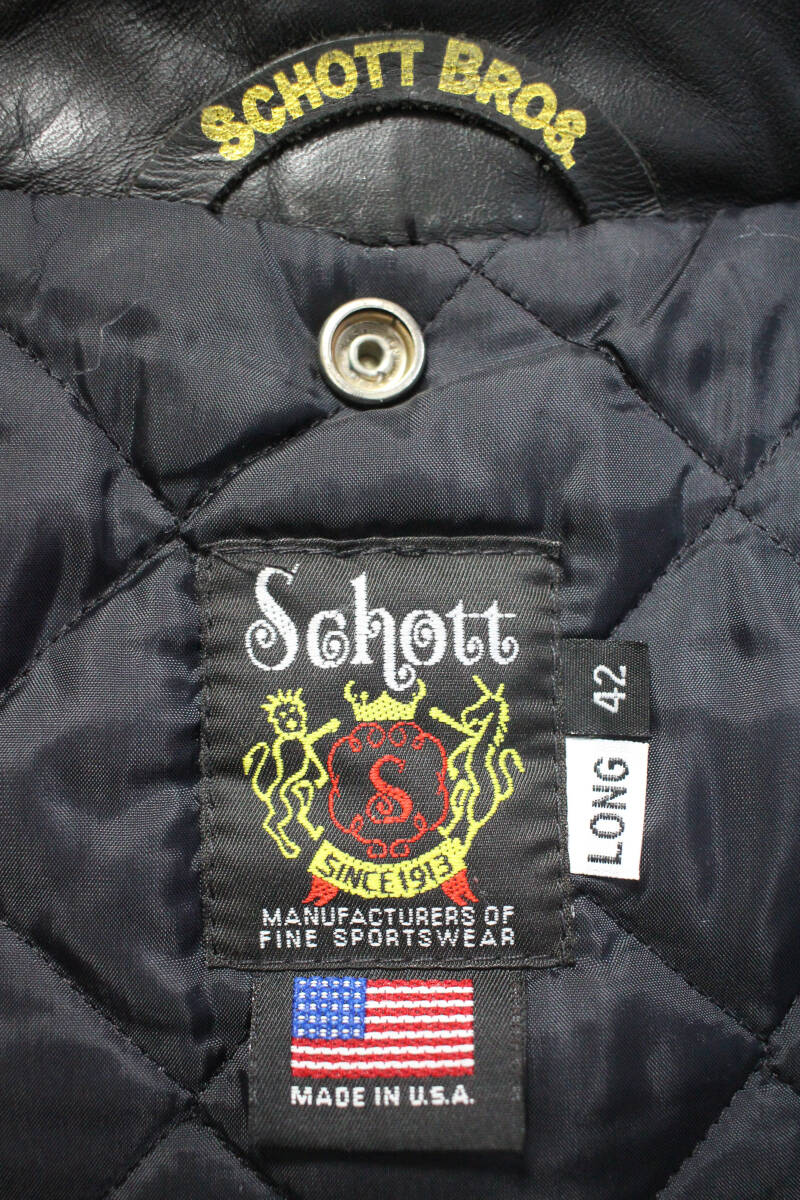 SCHOTT BROS.
Schott
S
SINCE 1913
MANUFACTURERS OF
FINE SPORTSWEAR
42
LONG
MADE IN U.S.A.